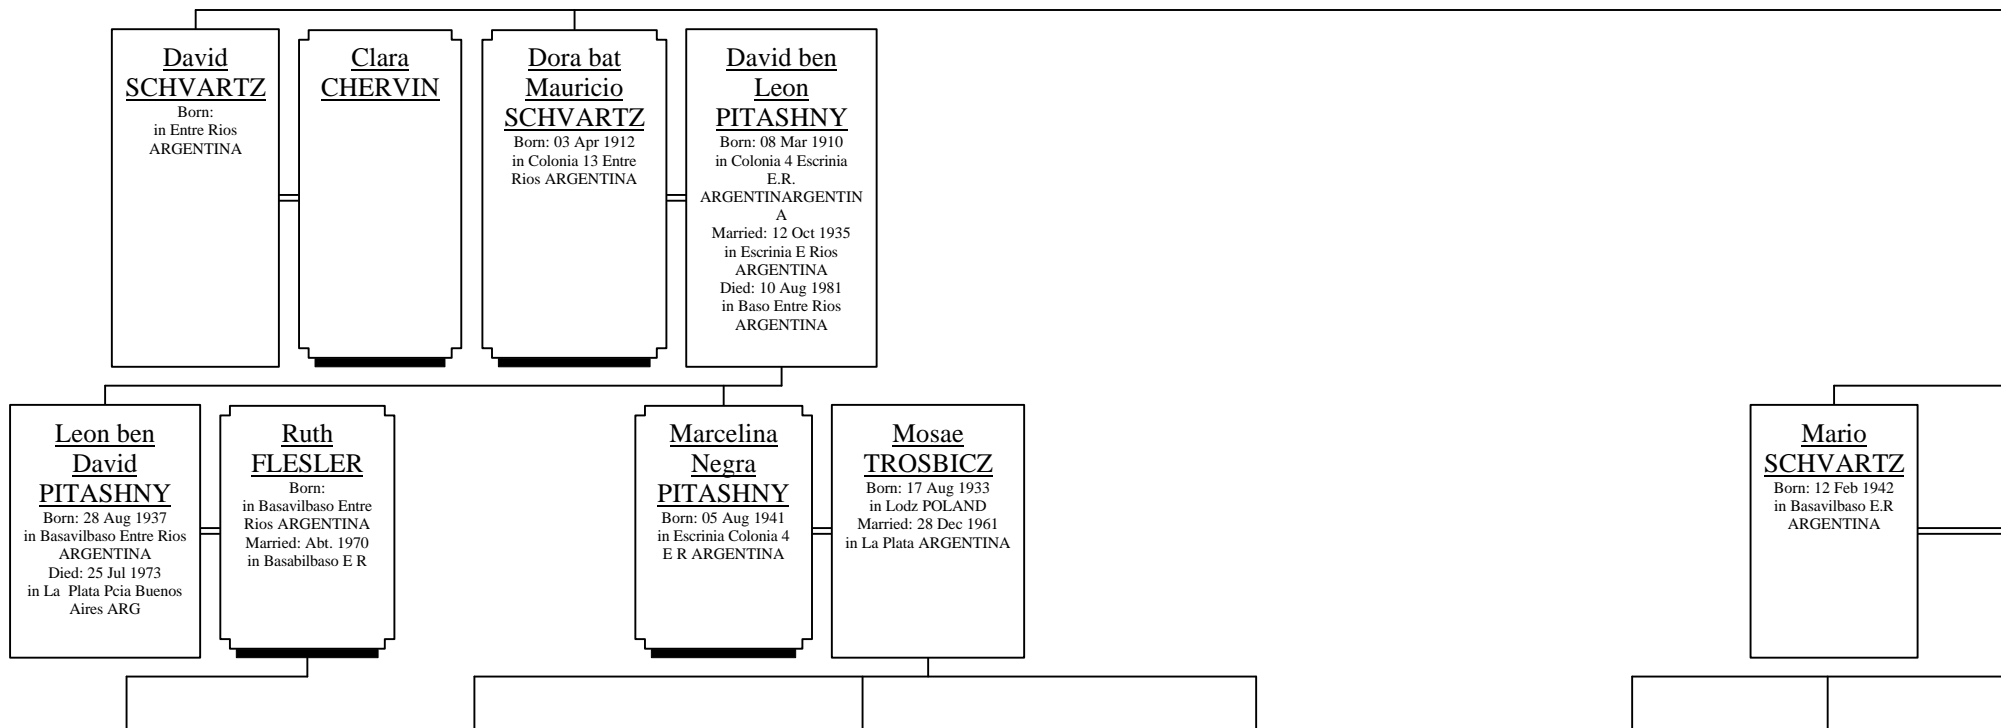 David
SCHVARTZ
Born:
in Entre Rios
ARGENTINA
Clara
CHERVIN
Dora bat
Mauricio
SCHVARTZ
Born: 03 Apr 1912
in Colonia 13 Entre
Rios ARGENTINA
David ben
Leon
PITASHNY
Born: 08 Mar 1910
in Colonia 4 Escrinia
E.R.
ARGENTINARGENTIN
A
Married: 12 Oct 1935
in Escrinia E Rios
ARGENTINA
Died: 10 Aug 1981
in Baso Entre Rios
ARGENTINA
Leon ben
David
PITASHNY
Born: 28 Aug 1937
in Basavilbaso Entre Rios
ARGENTINA
Died: 25 Jul 1973
in La  Plata Pcia Buenos
Aires ARG
Ruth
FLESLER
Born:
in Basavilbaso Entre
Rios ARGENTINA
Married: Abt. 1970
in Basabilbaso E R
Marcelina
Negra
PITASHNY
Born: 05 Aug 1941
in Escrinia Colonia 4
E R ARGENTINA
Mosae
TROSBICZ
Born: 17 Aug 1933
in Lodz POLAND
Married: 28 Dec 1961
in La Plata ARGENTINA
Mario
SCHVARTZ
Born: 12 Feb 1942
in Basavilbaso E.R
ARGENTINA